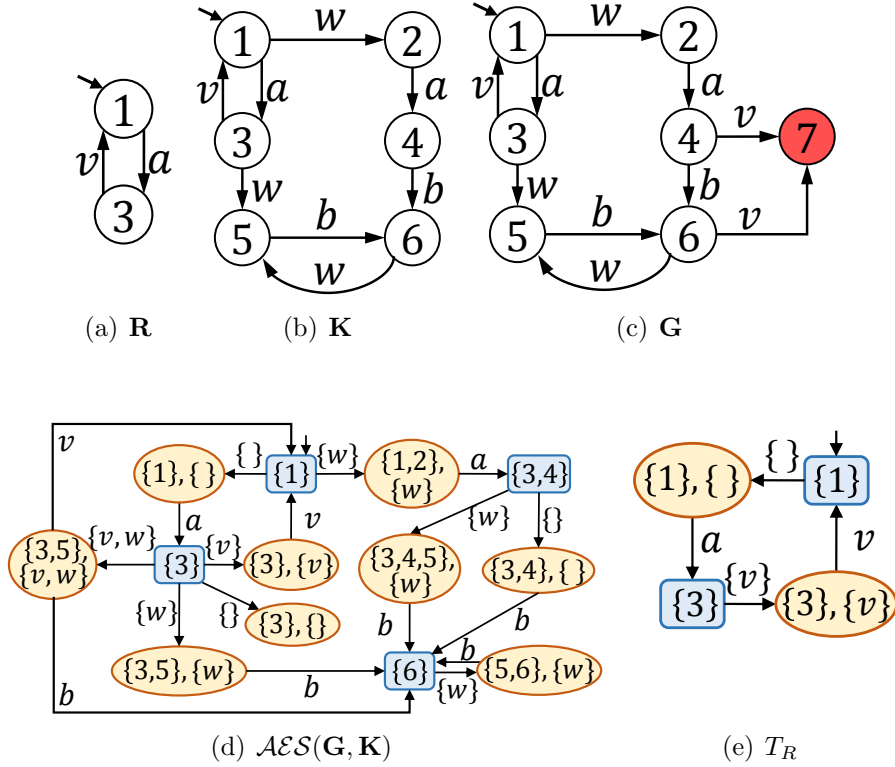 1 w 2
1 w 2
1
v a a
v a a
v a
3
3 4
3 4 v 7
w b
w b
5 b 6
5 b 6 v
w
w
(a) R
(b) K
(c) G
v
{1},{ } { } {1} {w} {1,2},{w} a {3,4}
{1},{ } { } {1}
a
v
{w} {}
a
v
{3,5},{v,w} {v,w} {3} {v} {3},{v}
{3,4,5},{w} {3,4},{ }
{3} {v} {3},{v}
{w} {} {3},{}
b b
{3,5},{w} b {6} b {5,6},{w}
{w}
b
(d) AES(G, K)
(e) T_R